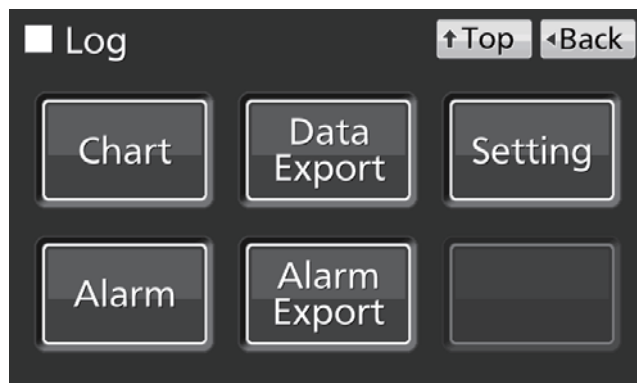 Log
↑Top
◂Back
Chart
Data
Export
Setting
Alarm
Alarm
Export